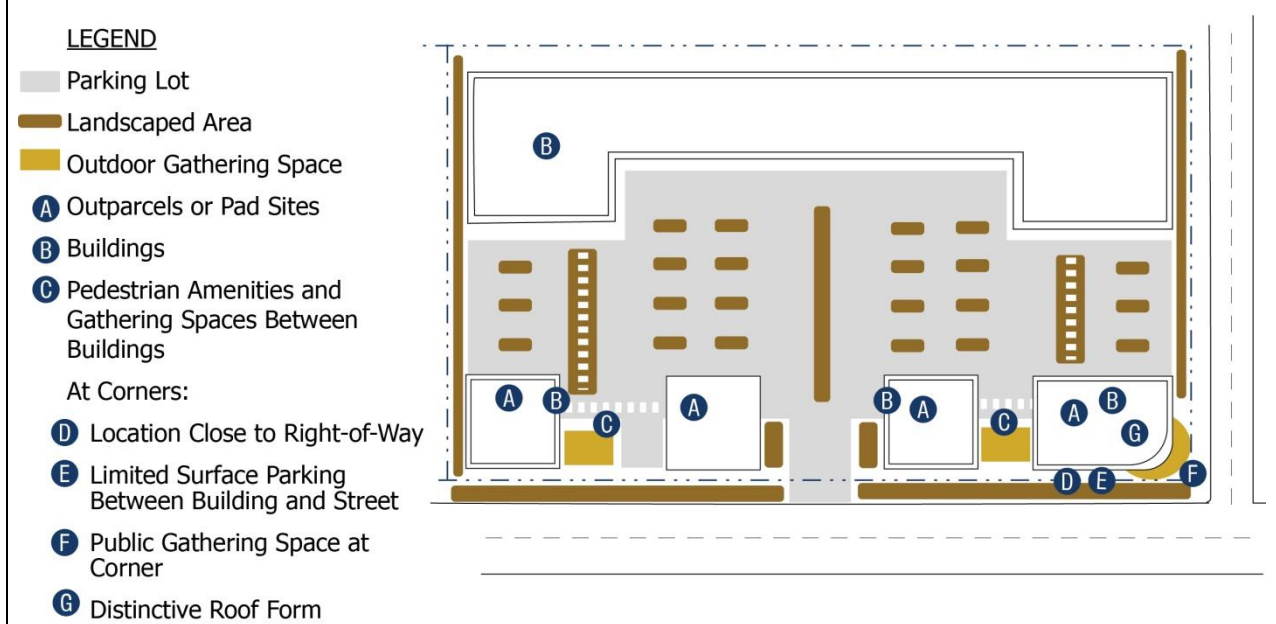 LEGEND
Parking Lot
Landscaped Area
Outdoor Gathering Space
A Outparcels or Pad Sites
B Buildings
C Pedestrian Amenities and
Gathering Spaces Between
Buildings
At Corners:
D Location Close to Right-of-Way
E Limited Surface Parking
Between Building and Street
F Public Gathering Space at
Corner
G Distinctive Roof Form
B
A
B
C
A
B
A
C
A
B
G
D
E
F